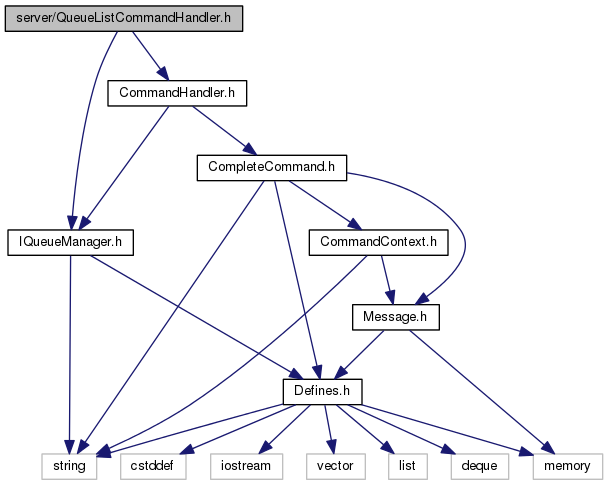 server/QueueListCommandHandler.h
CommandHandler.h
CompleteCommand.h
IQueueManager.h
CommandContext.h
Message.h
Defines.h
string
cstddef
iostream
vector
list
deque
memory